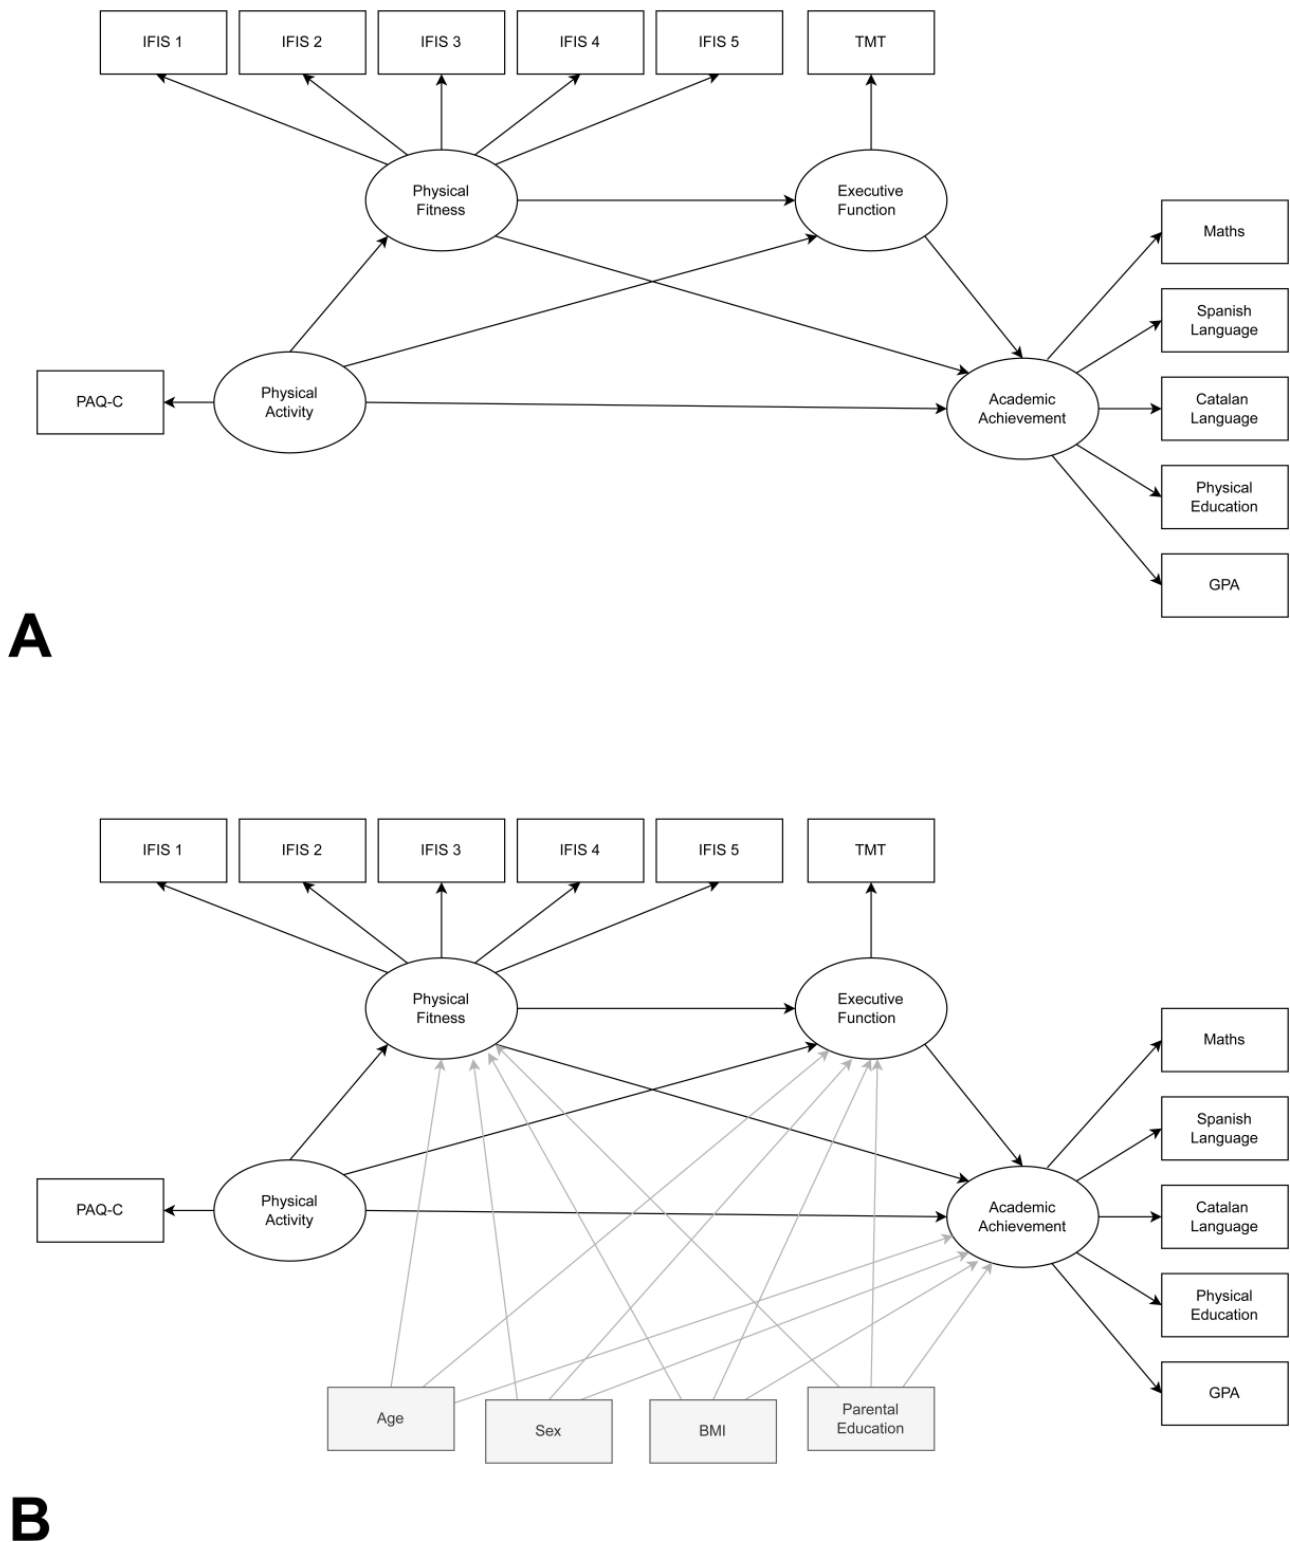 IFIS 1
IFIS 2
IFIS 3
IFIS 4
IFIS 5
TMT
Physical
Fitness
Executive
Function
Maths
Spanish
Language
PAQ-C
Physical
Activity
Academic
Achievement
Catalan
Language
Physical
Education
GPA
A
IFIS 1
IFIS 2
IFIS 3
IFIS 4
IFIS 5
TMT
Physical
Fitness
Executive
Function
Maths
Spanish
Language
PAQ-C
Physical
Activity
Academic
Achievement
Catalan
Language
Physical
Education
GPA
Age
Sex
BMI
Parental
Education
B